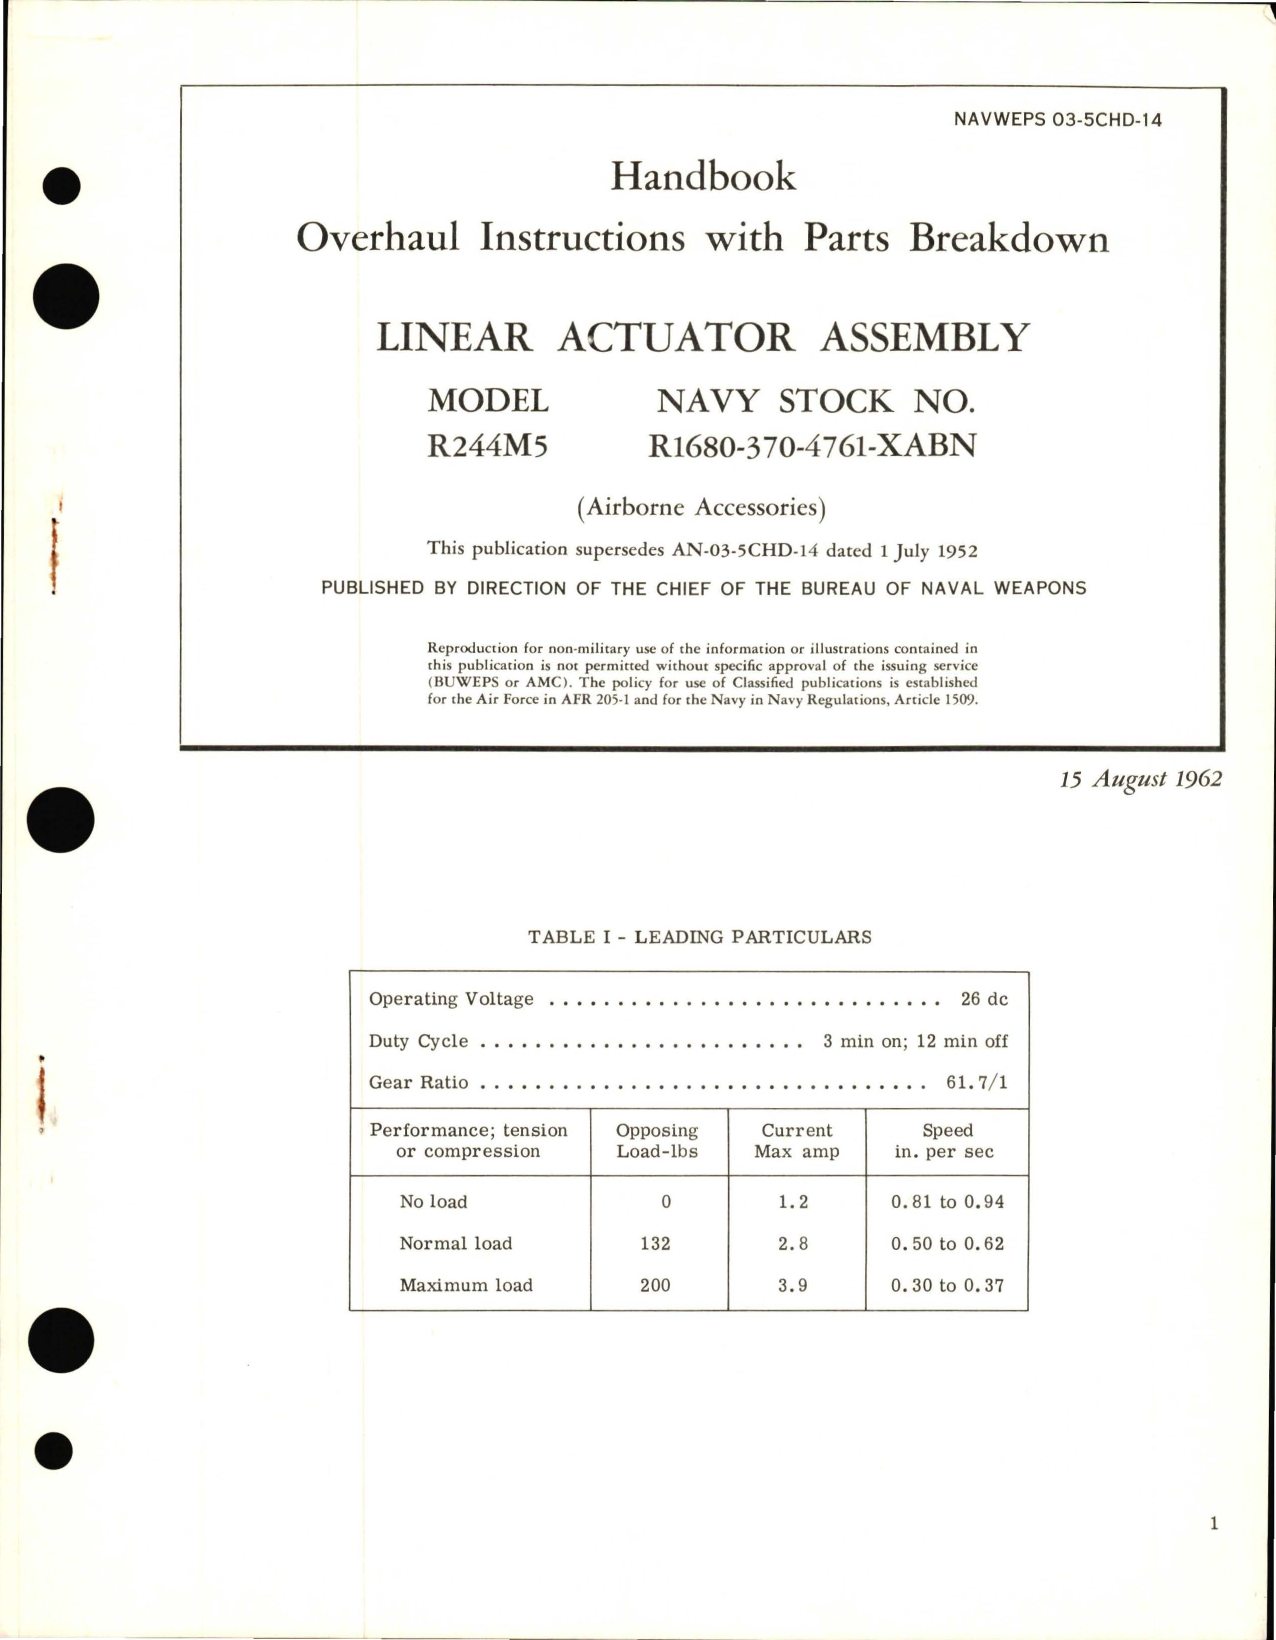 NAVWEPS 03-5CHD-14
Handbook
Overhaul Instructions with Parts Breakdown
LINEAR ACTUATOR ASSEMBLY
MODEL NAVY STOCK NO.
R244M5 R1680-370-4761-XABN
(Airborne Accessories)
This publication supersedes AN-03-5CHD-14 dated 1 July 1952
PUBLISHED BY DIRECTION OF THE CHIEF OF THE BUREAU OF NAVAL WEAPONS
Reproduction for non-military use of the information or illustrations contained in
this publication is not permitted without specific approval of the issuing service
(BUWEPS or AMC). The policy for use of Classified publications is established
for the Air Force in AFR 205-1 and for the Navy in Navy Regulations, Article 1509.
15 August 1962
TABLE I - LEADING PARTICULARS
Operating Voltage ............................. 26 dc
Duty Cycle ........................ 3 min on; 12 min off
Gear Ratio ................................. 61.7/1
Performance; tension Opposing Current Speed
or compression Load-lbs Max amp in. per sec
No load 0 1.2 0.81 to 0.94
Normal load 132 2.8 0.50 to 0.62
Maximum load 200 3.9 0.30 to 0.37
1